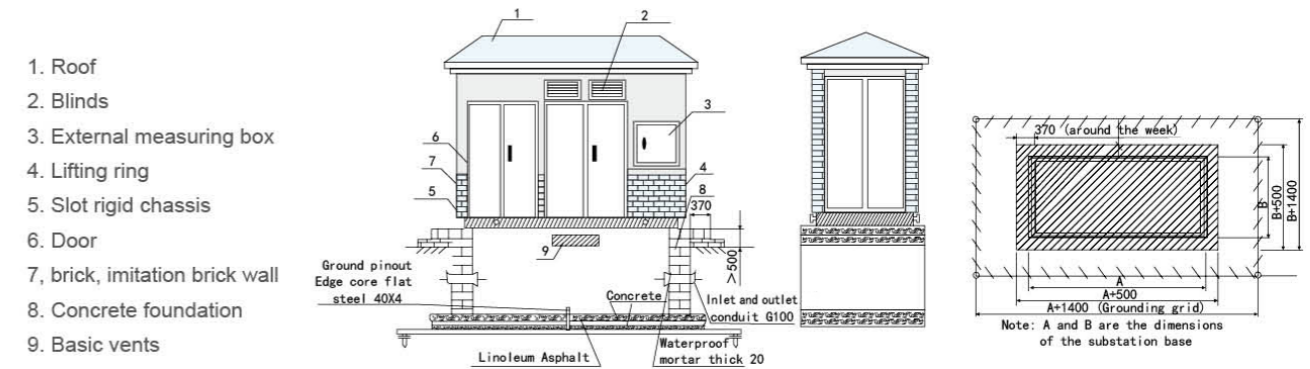 1. Roof
2. Blinds
3. External measuring box
4. Lifting ring
5. Slot rigid chassis
6. Door
7, brick, imitation brick wall
8. Concrete foundation
9. Basic vents
1
2
3
6
7
4
5
8
370
9
>500
Ground pinout
Edge core flat
steel 40X4
Concrete
Inlet and outlet
conduit G100
Linoleum Asphalt
Waterproof
mortar thick 20
370 (around the week)
B
B+500
B+1400
A
A+500
A+1400 (Grounding grid)
Note: A and B are the dimensions
of the substation base